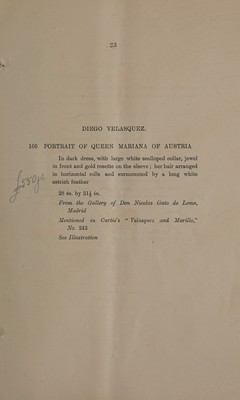 23
DIEGO VELASQUEZ.
100 PORTRAIT OF QUEEN MARIANA OF AUSTRIA
In dark dress, with large white scalloped collar, jewel
in front and gold rosette on the sleeve; her hair arranged
in horizontal rolls and surmounted by a long white
ostrich feather
28 in. by 21½ in.
From the Gallery of Don Nicolas Gato de Lema,
Madrid
Mentioned in Curtis's "Velasquez and Murillo,"
No. 243
See Illustration